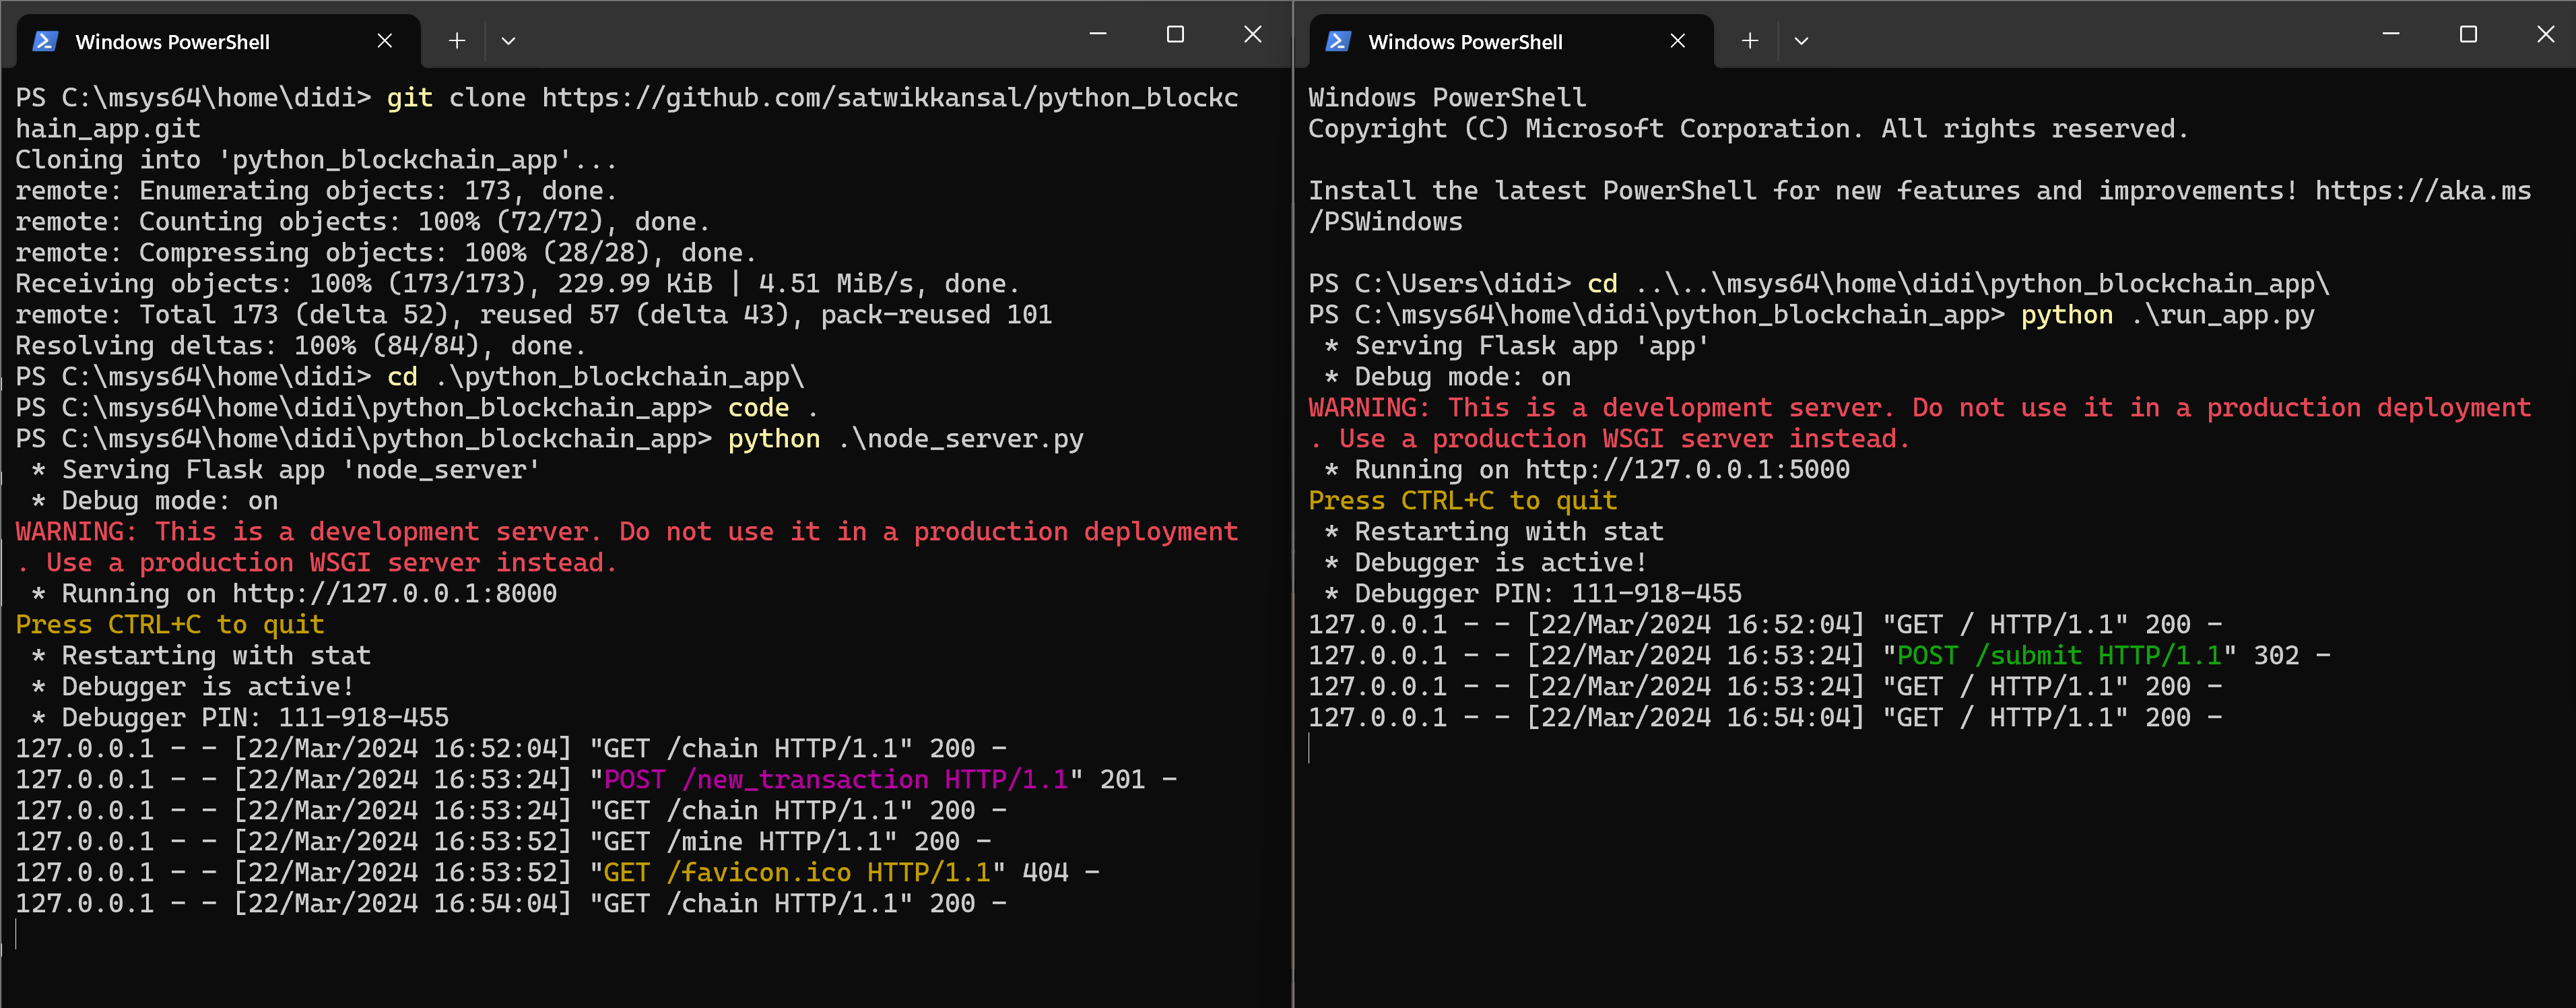 Windows PowerShell
PS C:\msys64\home\didi> git clone https://github.com/satwikkansal/python_blockc
hain_app.git
Cloning into 'python_blockchain_app'...
remote: Enumerating objects: 173, done.
remote: Counting objects: 100% (72/72), done.
remote: Compressing objects: 100% (28/28), done.
Receiving objects: 100% (173/173), 229.99 KiB | 4.51 MiB/s, done.
remote: Total 173 (delta 52), reused 57 (delta 43), pack-reused 101
Resolving deltas: 100% (84/84), done.
PS C:\msys64\home\didi> cd .\python_blockchain_app\
PS C:\msys64\home\didi\python_blockchain_app> code .
PS C:\msys64\home\didi\python_blockchain_app> python .\node_server.py
 * Serving Flask app 'node_server'
 * Debug mode: on
WARNING: This is a development server. Do not use it in a production deployment
. Use a production WSGI server instead.
 * Running on http://127.0.0.1:8000
Press CTRL+C to quit
 * Restarting with stat
 * Debugger is active!
 * Debugger PIN: 111-918-455
127.0.0.1 - - [22/Mar/2024 16:52:04] "GET /chain HTTP/1.1" 200 -
127.0.0.1 - - [22/Mar/2024 16:53:24] "POST /new_transaction HTTP/1.1" 201 -
127.0.0.1 - - [22/Mar/2024 16:53:24] "GET /chain HTTP/1.1" 200 -
127.0.0.1 - - [22/Mar/2024 16:53:52] "GET /mine HTTP/1.1" 200 -
127.0.0.1 - - [22/Mar/2024 16:53:52] "GET /favicon.ico HTTP/1.1" 404 -
127.0.0.1 - - [22/Mar/2024 16:54:04] "GET /chain HTTP/1.1" 200 -
Windows PowerShell
Windows PowerShell
Copyright (C) Microsoft Corporation. All rights reserved.
Install the latest PowerShell for new features and improvements! https://aka.ms
/PSWindows
PS C:\Users\didi> cd ..\..\msys64\home\didi\python_blockchain_app\
PS C:\msys64\home\didi\python_blockchain_app> python .\run_app.py
 * Serving Flask app 'app'
 * Debug mode: on
WARNING: This is a development server. Do not use it in a production deployment
. Use a production WSGI server instead.
 * Running on http://127.0.0.1:5000
Press CTRL+C to quit
 * Restarting with stat
 * Debugger is active!
 * Debugger PIN: 111-918-455
127.0.0.1 - - [22/Mar/2024 16:52:04] "GET / HTTP/1.1" 200 -
127.0.0.1 - - [22/Mar/2024 16:53:24] "POST /submit HTTP/1.1" 302 -
127.0.0.1 - - [22/Mar/2024 16:53:24] "GET / HTTP/1.1" 200 -
127.0.0.1 - - [22/Mar/2024 16:54:04] "GET / HTTP/1.1" 200 -